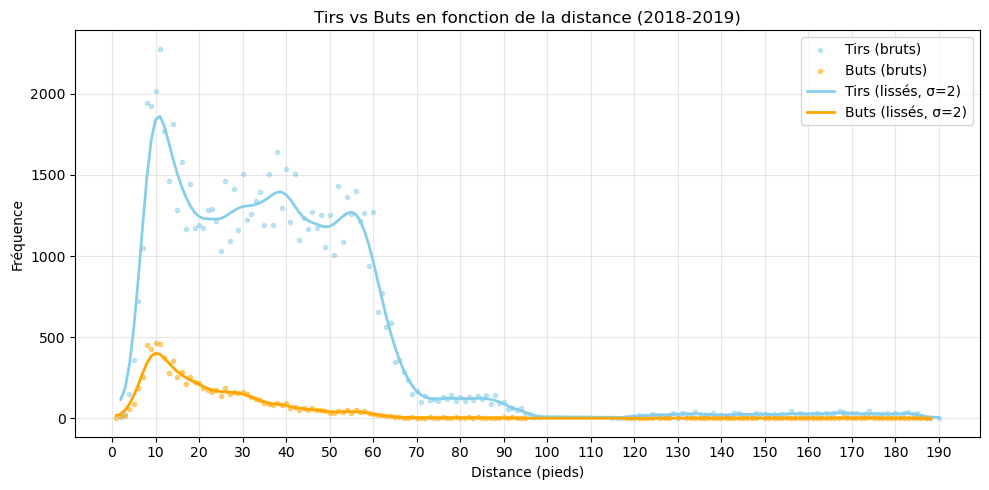 Tirs vs Buts en fonction de la distance (2018-2019)
Tirs (bruts)
Buts (bruts)
Tirs (lissés, σ=2)
Buts (lissés, σ=2)
Fréquence
2000
1500
1000
500
0
0 10 20 30 40 50 60 70 80 90 100 110 120 130 140 150 160 170 180 190
Distance (pieds)